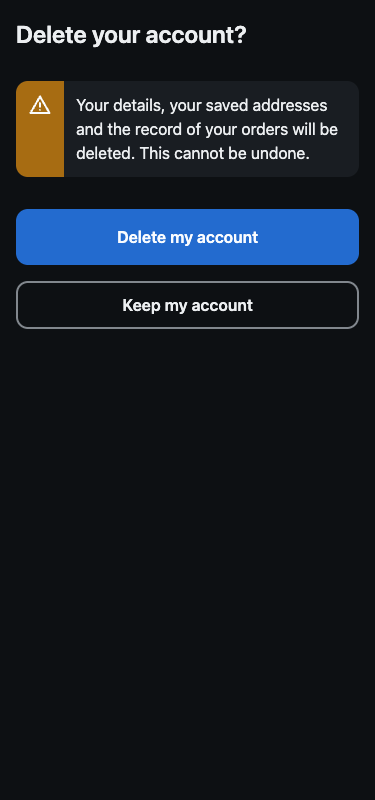 Delete your account?
Your details, your saved addresses
and the record of your orders will be
deleted. This cannot be undone.
Delete my account
Keep my account